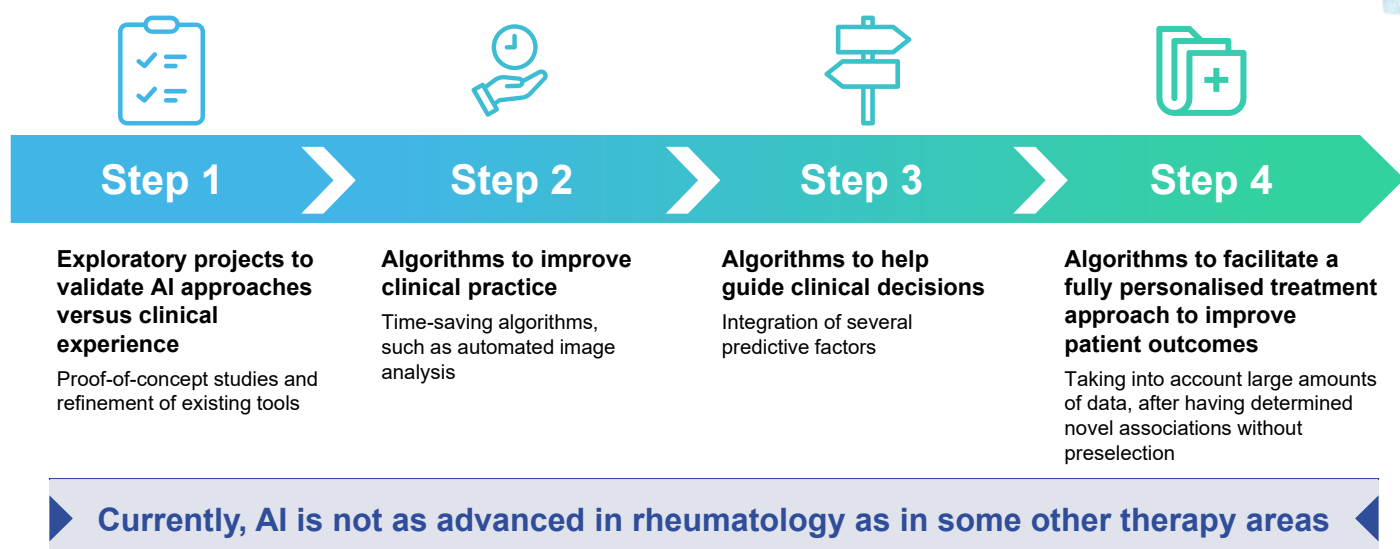 Step 1
Step 2
Step 3
Step 4
Exploratory projects to
validate AI approaches
versus clinical
experience
Proof-of-concept studies and
refinement of existing tools
Algorithms to improve
clinical practice
Time-saving algorithms,
such as automated image
analysis
Algorithms to help
guide clinical decisions
Integration of several
predictive factors
Algorithms to facilitate a
fully personalised treatment
approach to improve
patient outcomes
Taking into account large amounts
of data, after having determined
novel associations without
preselection
Currently, AI is not as advanced in rheumatology as in some other therapy areas